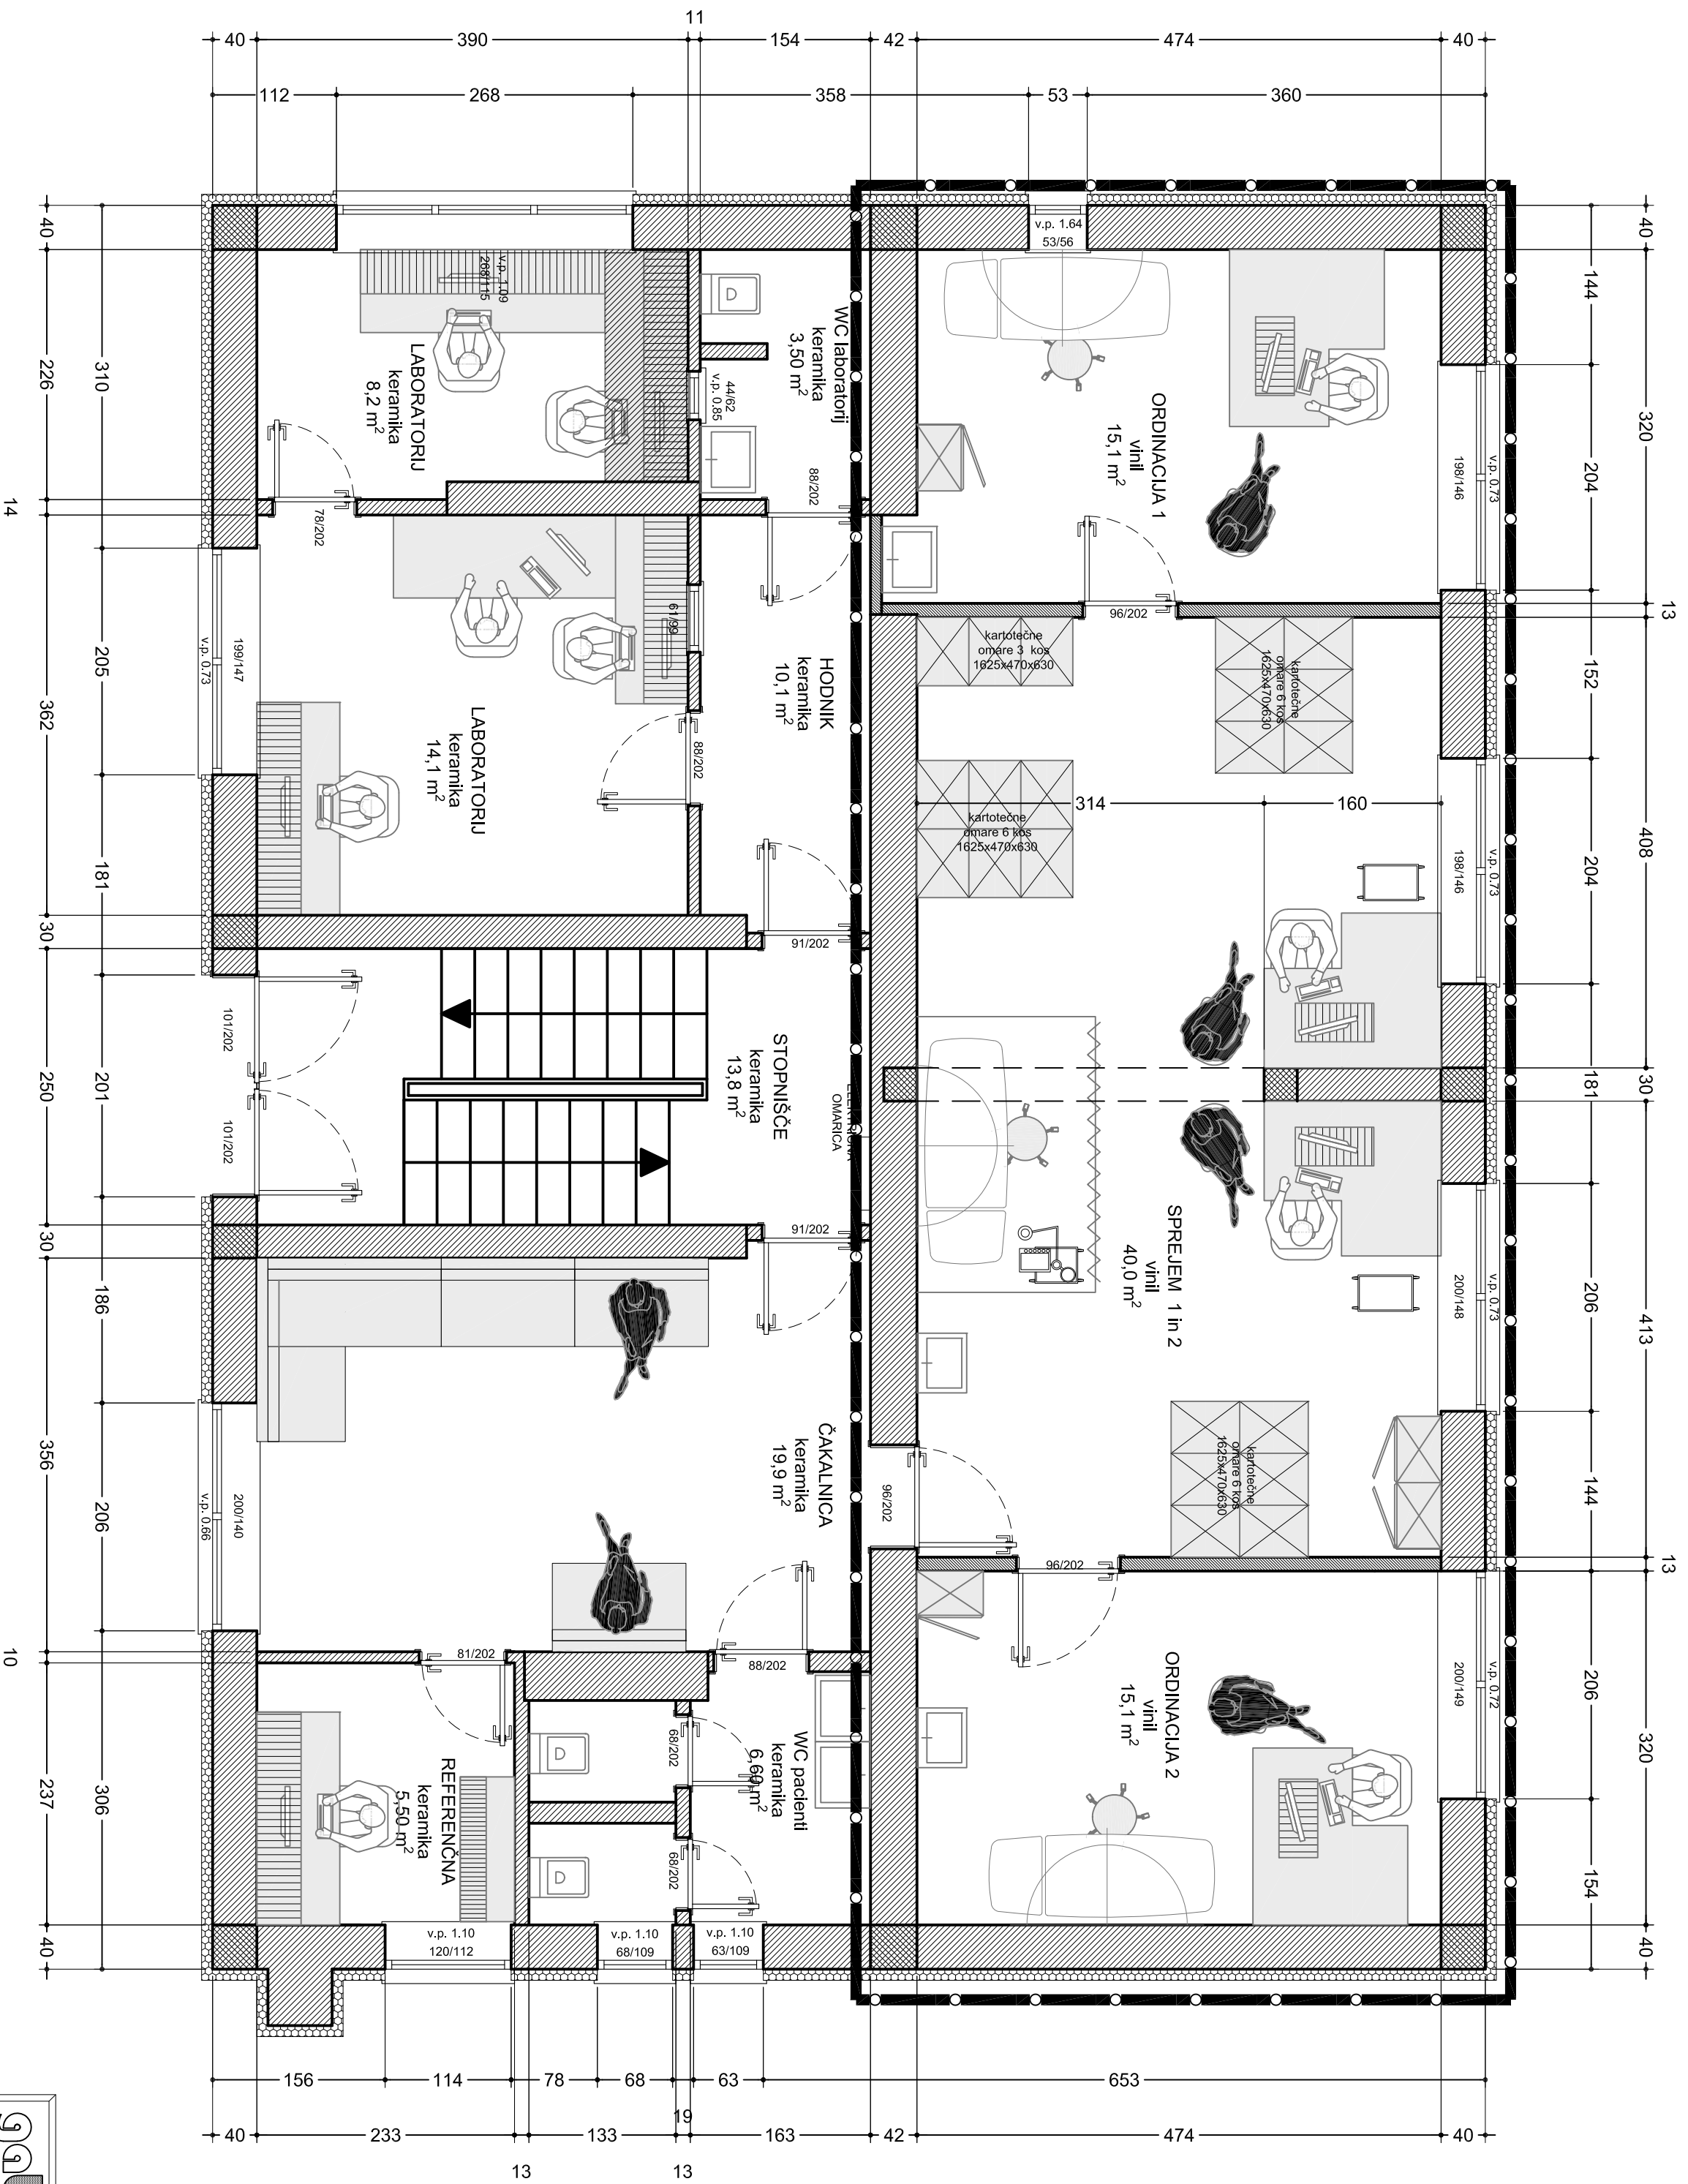 11
40
390
154
42
474
40
112
268
358
53
360
v.p. 1.64
53/56
v.p. 1.09
268/115
LABORATORIJ
keramika
8,2 m²
WC laboratorij
keramika
3,50 m²
44/62
v.p. 0.85
88/202
78/202
ORDINACIJA 1
vinil
15,1 m²
v.p. 0.73
198/146
96/202
kartotečne
omare 3 kos
1625x470x630
kartotečne
omare 6 kos
1625x470x630
kartotečne
omare 6 kos
1625x470x630
314
160
v.p. 0.73
198/146
HODNIK
keramika
10,1 m²
61/99
88/202
LABORATORIJ
keramika
14,1 m²
199/147
v.p. 0.73
91/202
STOPNIŠČE
keramika
13,8 m²
OMARICA
101/202
101/202
91/202
SPREJEM 1 in 2
vinil
40,0 m²
v.p. 0.73
200/148
kartotečne
omare 6 kos
1625x470x630
ČAKALNICA
keramika
19,9 m²
200/140
v.p. 0.66
96/202
96/202
81/202
88/202
ORDINACIJA 2
vinil
15,1 m²
v.p. 0.72
200/149
WC pacienti
keramika
6,60 m²
68/202
68/202
REFERENČNA
keramika
5,50 m²
v.p. 1.10
120/112
v.p. 1.10
68/109
v.p. 1.10
63/109
40
226
14
362
30
250
30
356
10
237
40
310
205
181
201
186
206
306
144
204
152
204
181
206
144
206
154
40
320
13
408
30
413
13
320
40
156
114
78
68
63
653
19
40
233
133
163
42
474
40
13
13